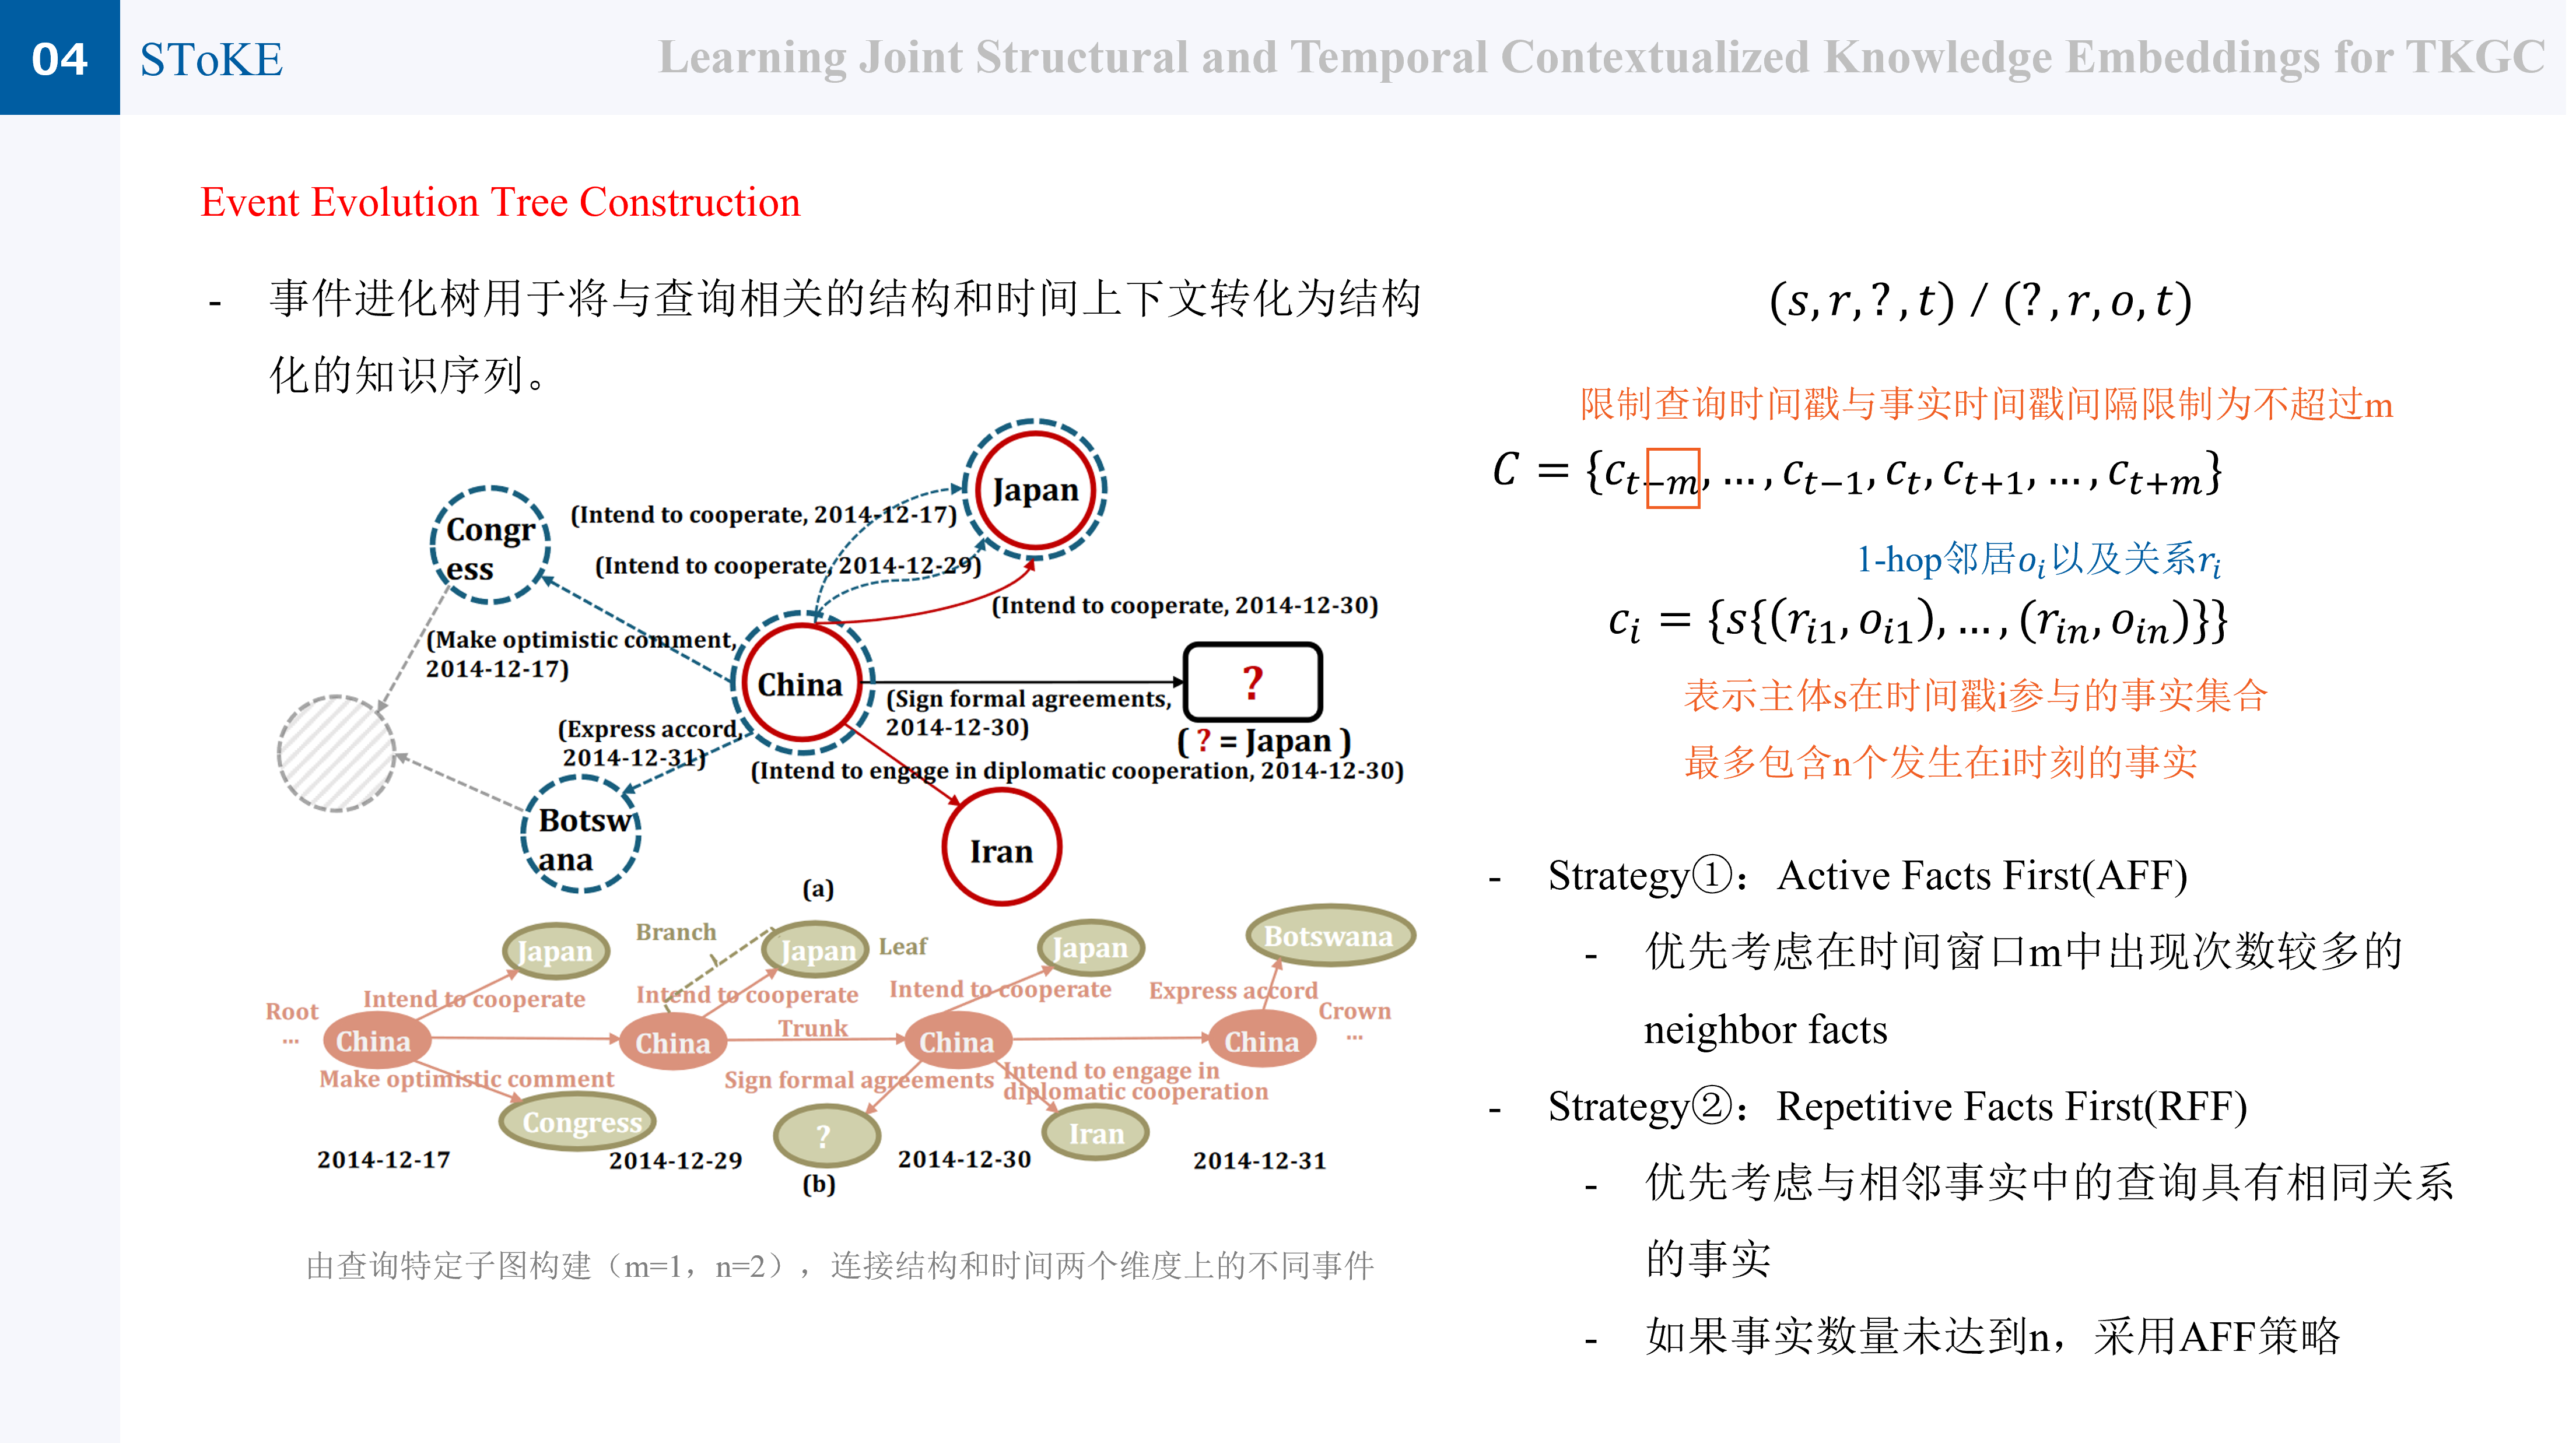 04
SToKE
Learning Joint Structural and Temporal Contextualized Knowledge Embeddings for TKGC
Event Evolution Tree Construction
- 事件进化树用于将与查询相关的结构和时间上下文转化为结构
化的知识序列。
Japan
Congr
ess
(Intend to cooperate, 2014-12-17)
(Intend to cooperate, 2014-12-29)
(Intend to cooperate, 2014-12-30)
(Make optimistic comment,
2014-12-17)
China
?
(Sign formal agreements,
2014-12-30)
( ? = Japan )
(Express accord,
2014-12-31)
(Intend to engage in diplomatic cooperation, 2014-12-30)
Botsw
ana
Iran
(a)
Japan
Branch
Japan
Leaf
Japan
Botswana
Intend to cooperate
Intend to cooperate
Intend to cooperate
Express accord
Root
...
China
China
Trunk
China
China
Crown
...
Make optimistic comment
Sign formal agreements
Intend to engage in
diplomatic cooperation
Congress
?
Iran
2014-12-17
2014-12-29
2014-12-30
2014-12-31
(b)
由查询特定子图构建（m=1，n=2），连接结构和时间两个维度上的不同事件
(s, r, ? , t) / (? , r, o, t)
限制查询时间戳与事实时间戳间隔限制为不超过m
C = {c_{t−m}, … , c_{t−1}, c_t, c_{t+1}, … , c_{t+m}}
1-hop邻居o_i以及关系r_i
c_i = {s{(r_{i1}, o_{i1}), … , (r_{in}, o_{in})}}
表示主体s在时间戳i参与的事实集合
最多包含n个发生在i时刻的事实
- Strategy①：Active Facts First(AFF)
- 优先考虑在时间窗口m中出现次数较多的
neighbor facts
- Strategy②：Repetitive Facts First(RFF)
- 优先考虑与相邻事实中的查询具有相同关系
的事实
- 如果事实数量未达到n，采用AFF策略